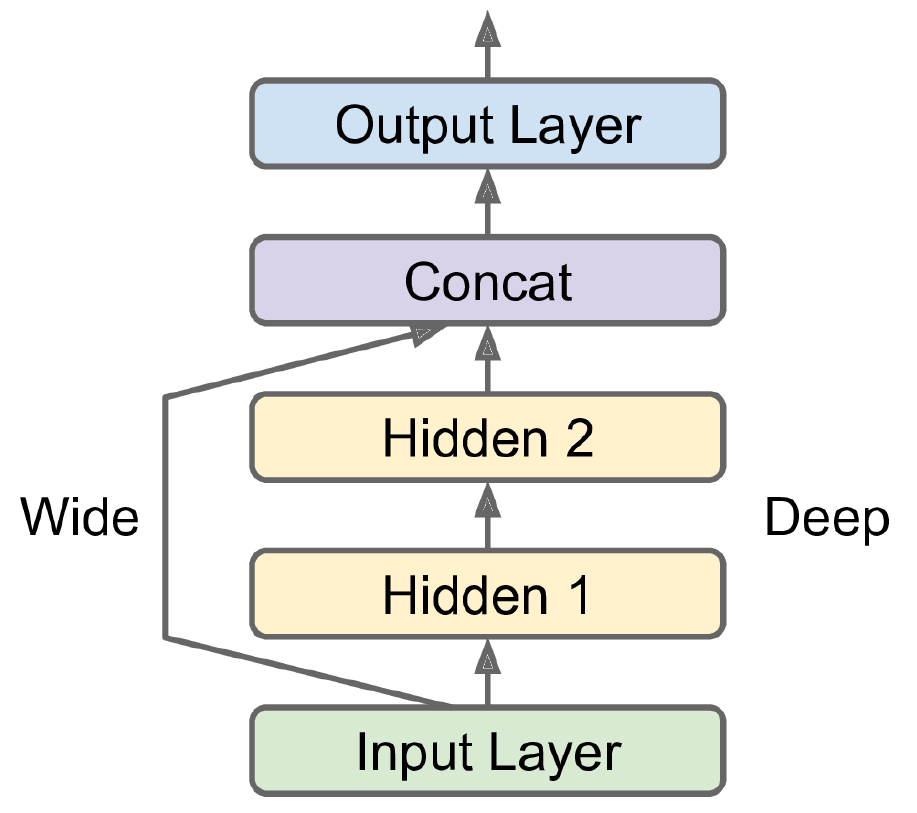 Output Layer
Concat
Hidden 2
Wide
Deep
Hidden 1
Input Layer